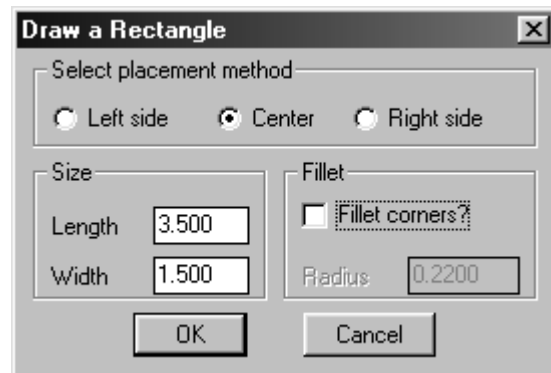 Draw a Rectangle
Select placement method
Left side Center Right side
Size Fillet
Length 3.500 Fillet corners?
Width 1.500 Radius 0.2200
OK Cancel